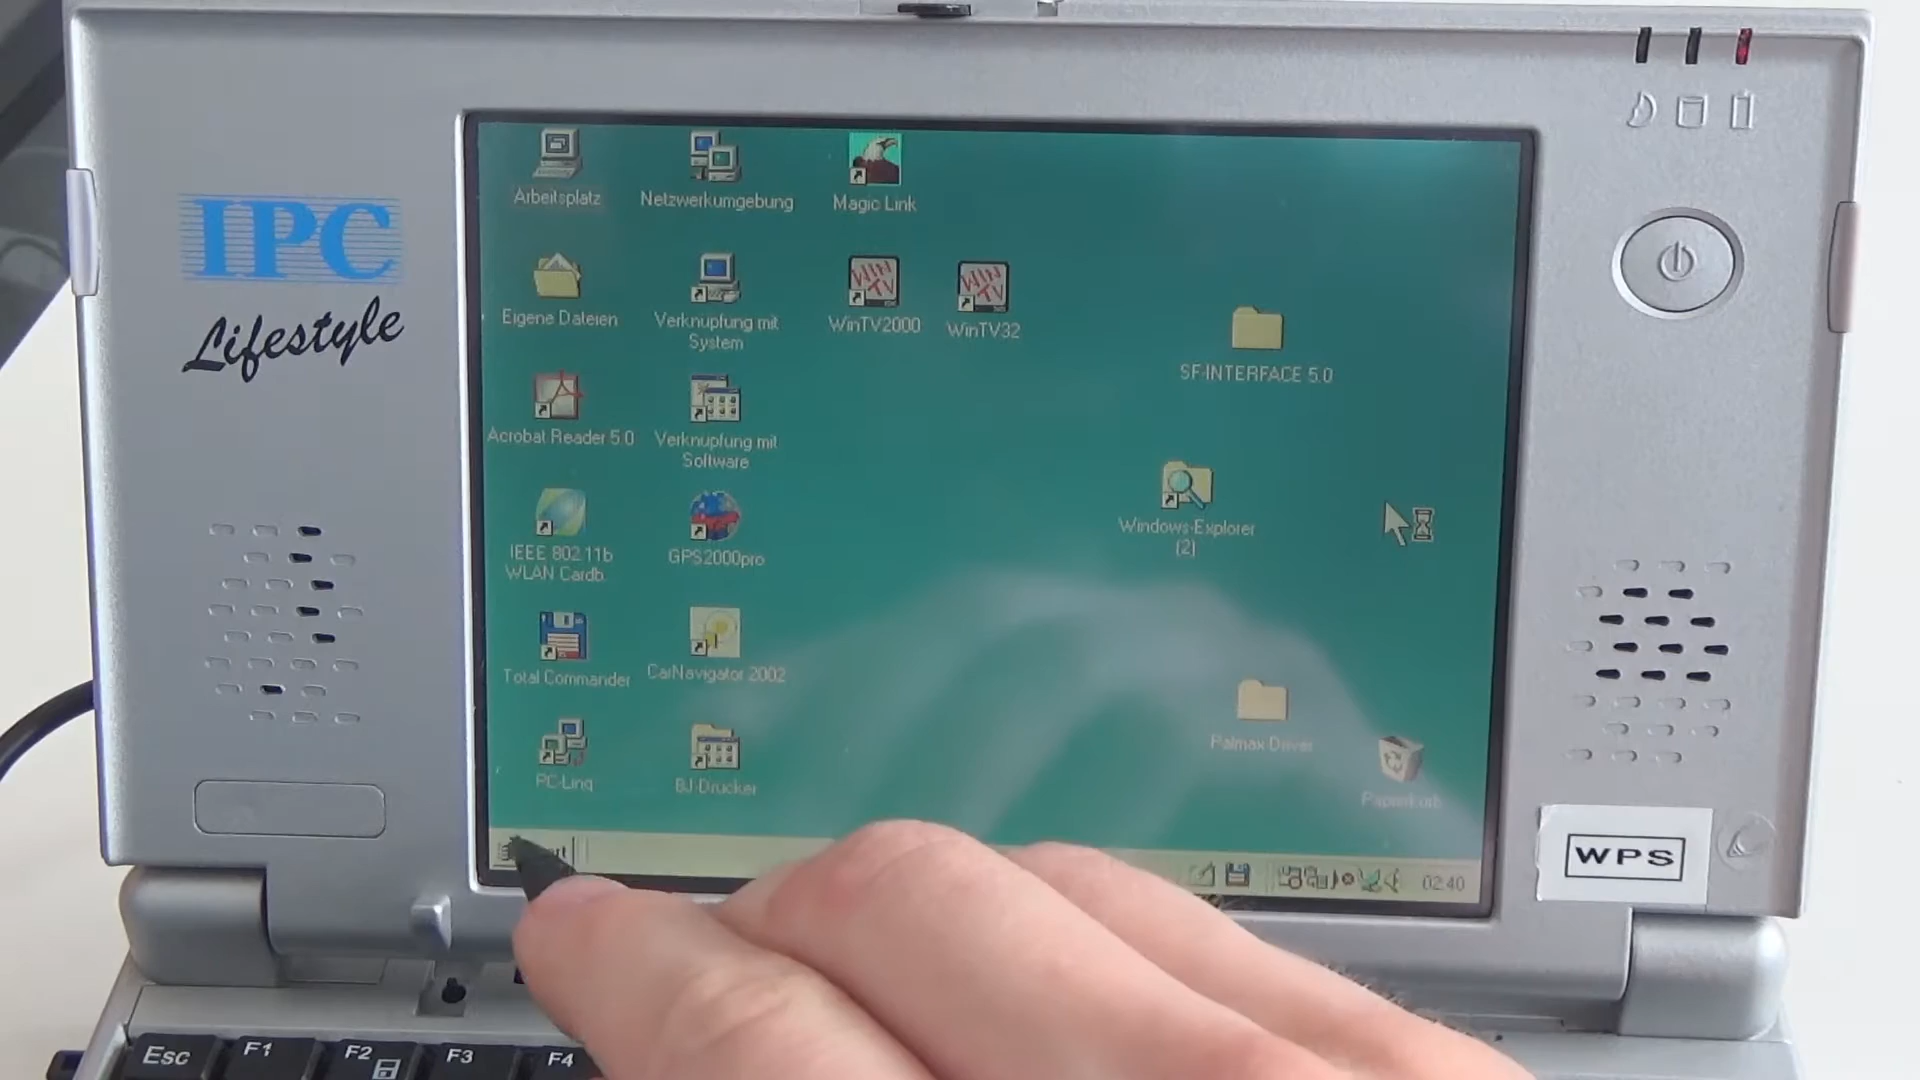 IPC
Lifestyle
Arbeitsplatz
Netzwerkumgebung
Magic Link
Eigene Dateien
Verknüpfung mit
System
WinTV2000
WinTV32
SF-INTERFACE 5.0
Acrobat Reader 5.0
Verknüpfung mit
Software
Windows-Explorer
(2)
IEEE 802.11b
WLAN Cardb
GPS2000pro
Total Commander
CarNavigator 2002
Palmax Driver
Papierkorb
PC-Linq
BJ-Drucker
02:40
WPS
Esc
F1
F2
F3
F4